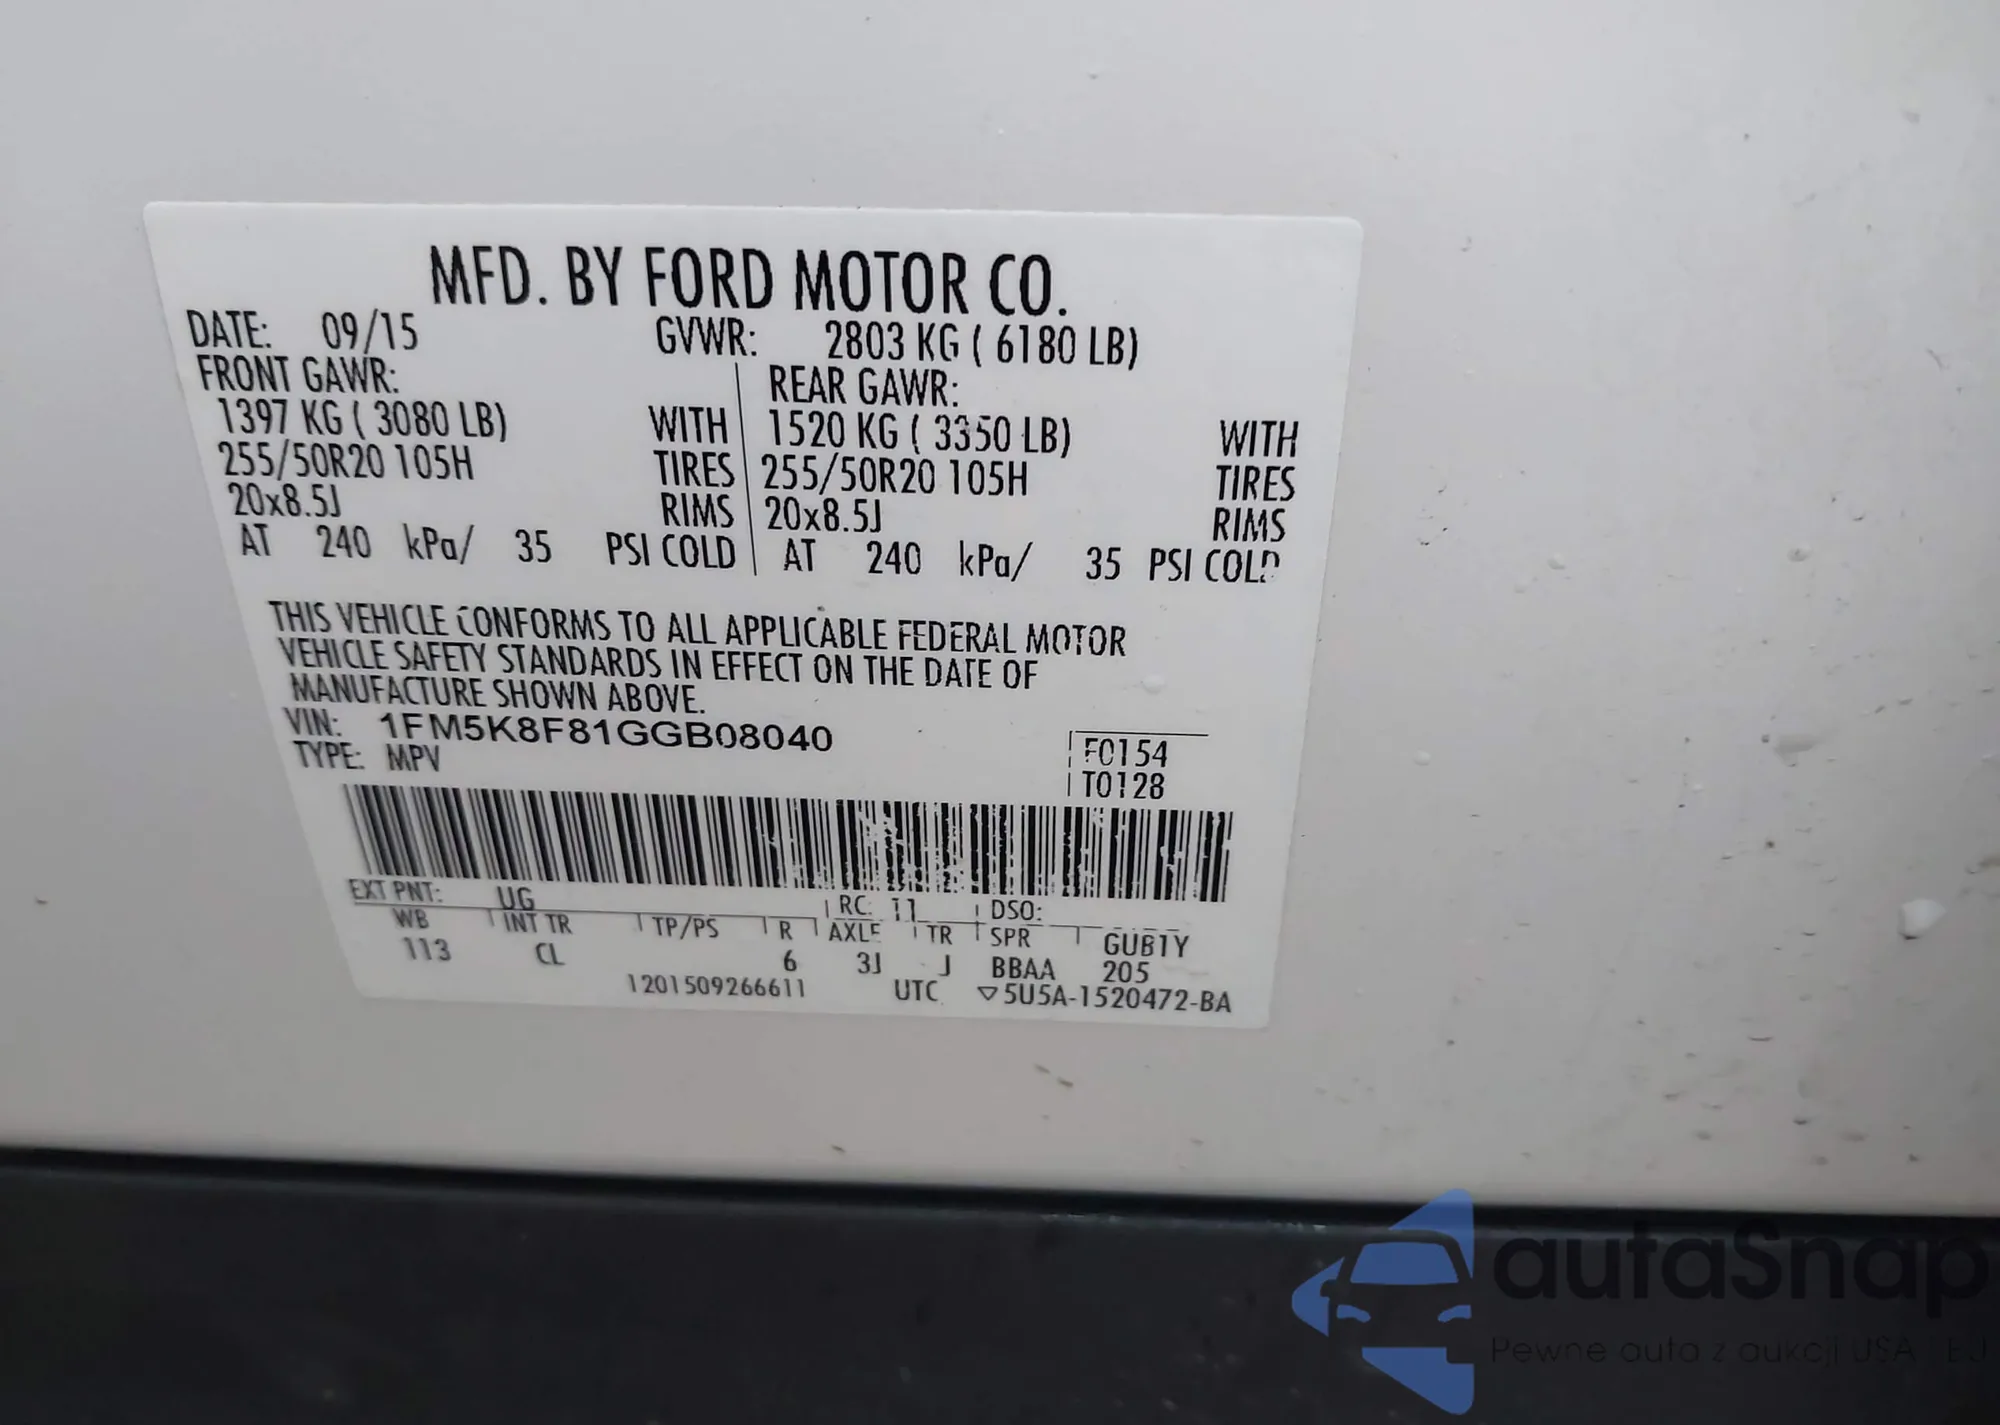 MFD. BY FORD MOTOR CO.
DATE: 09/15 GVWR: 2803 KG ( 6180 LB)
FRONT GAWR: REAR GAWR:
1397 KG ( 3080 LB) WITH 1520 KG ( 3350 LB) WITH
255/50R20 105H TIRES 255/50R20 105H TIRES
20x8.5J RIMS 20x8.5J RIMS
AT 240 kPa/ 35 PSI COLD AT 240 kPa/ 35 PSI COLD
THIS VEHICLE CONFORMS TO ALL APPLICABLE FEDERAL MOTOR
VEHICLE SAFETY STANDARDS IN EFFECT ON THE DATE OF
MANUFACTURE SHOWN ABOVE.
VIN: 1FM5K8F81GGB08040
TYPE: MPV
F0154
T0128
EXT PNT: UG RC: 11 DSO:
WB INT TR TP/PS R AXLE TR SPR GUB1Y
113 CL 6 3J J BBAA 205
1201509266611 UTC ▽5U5A-1520472-BA
autaSnap
Pewne auta z aukcji USA